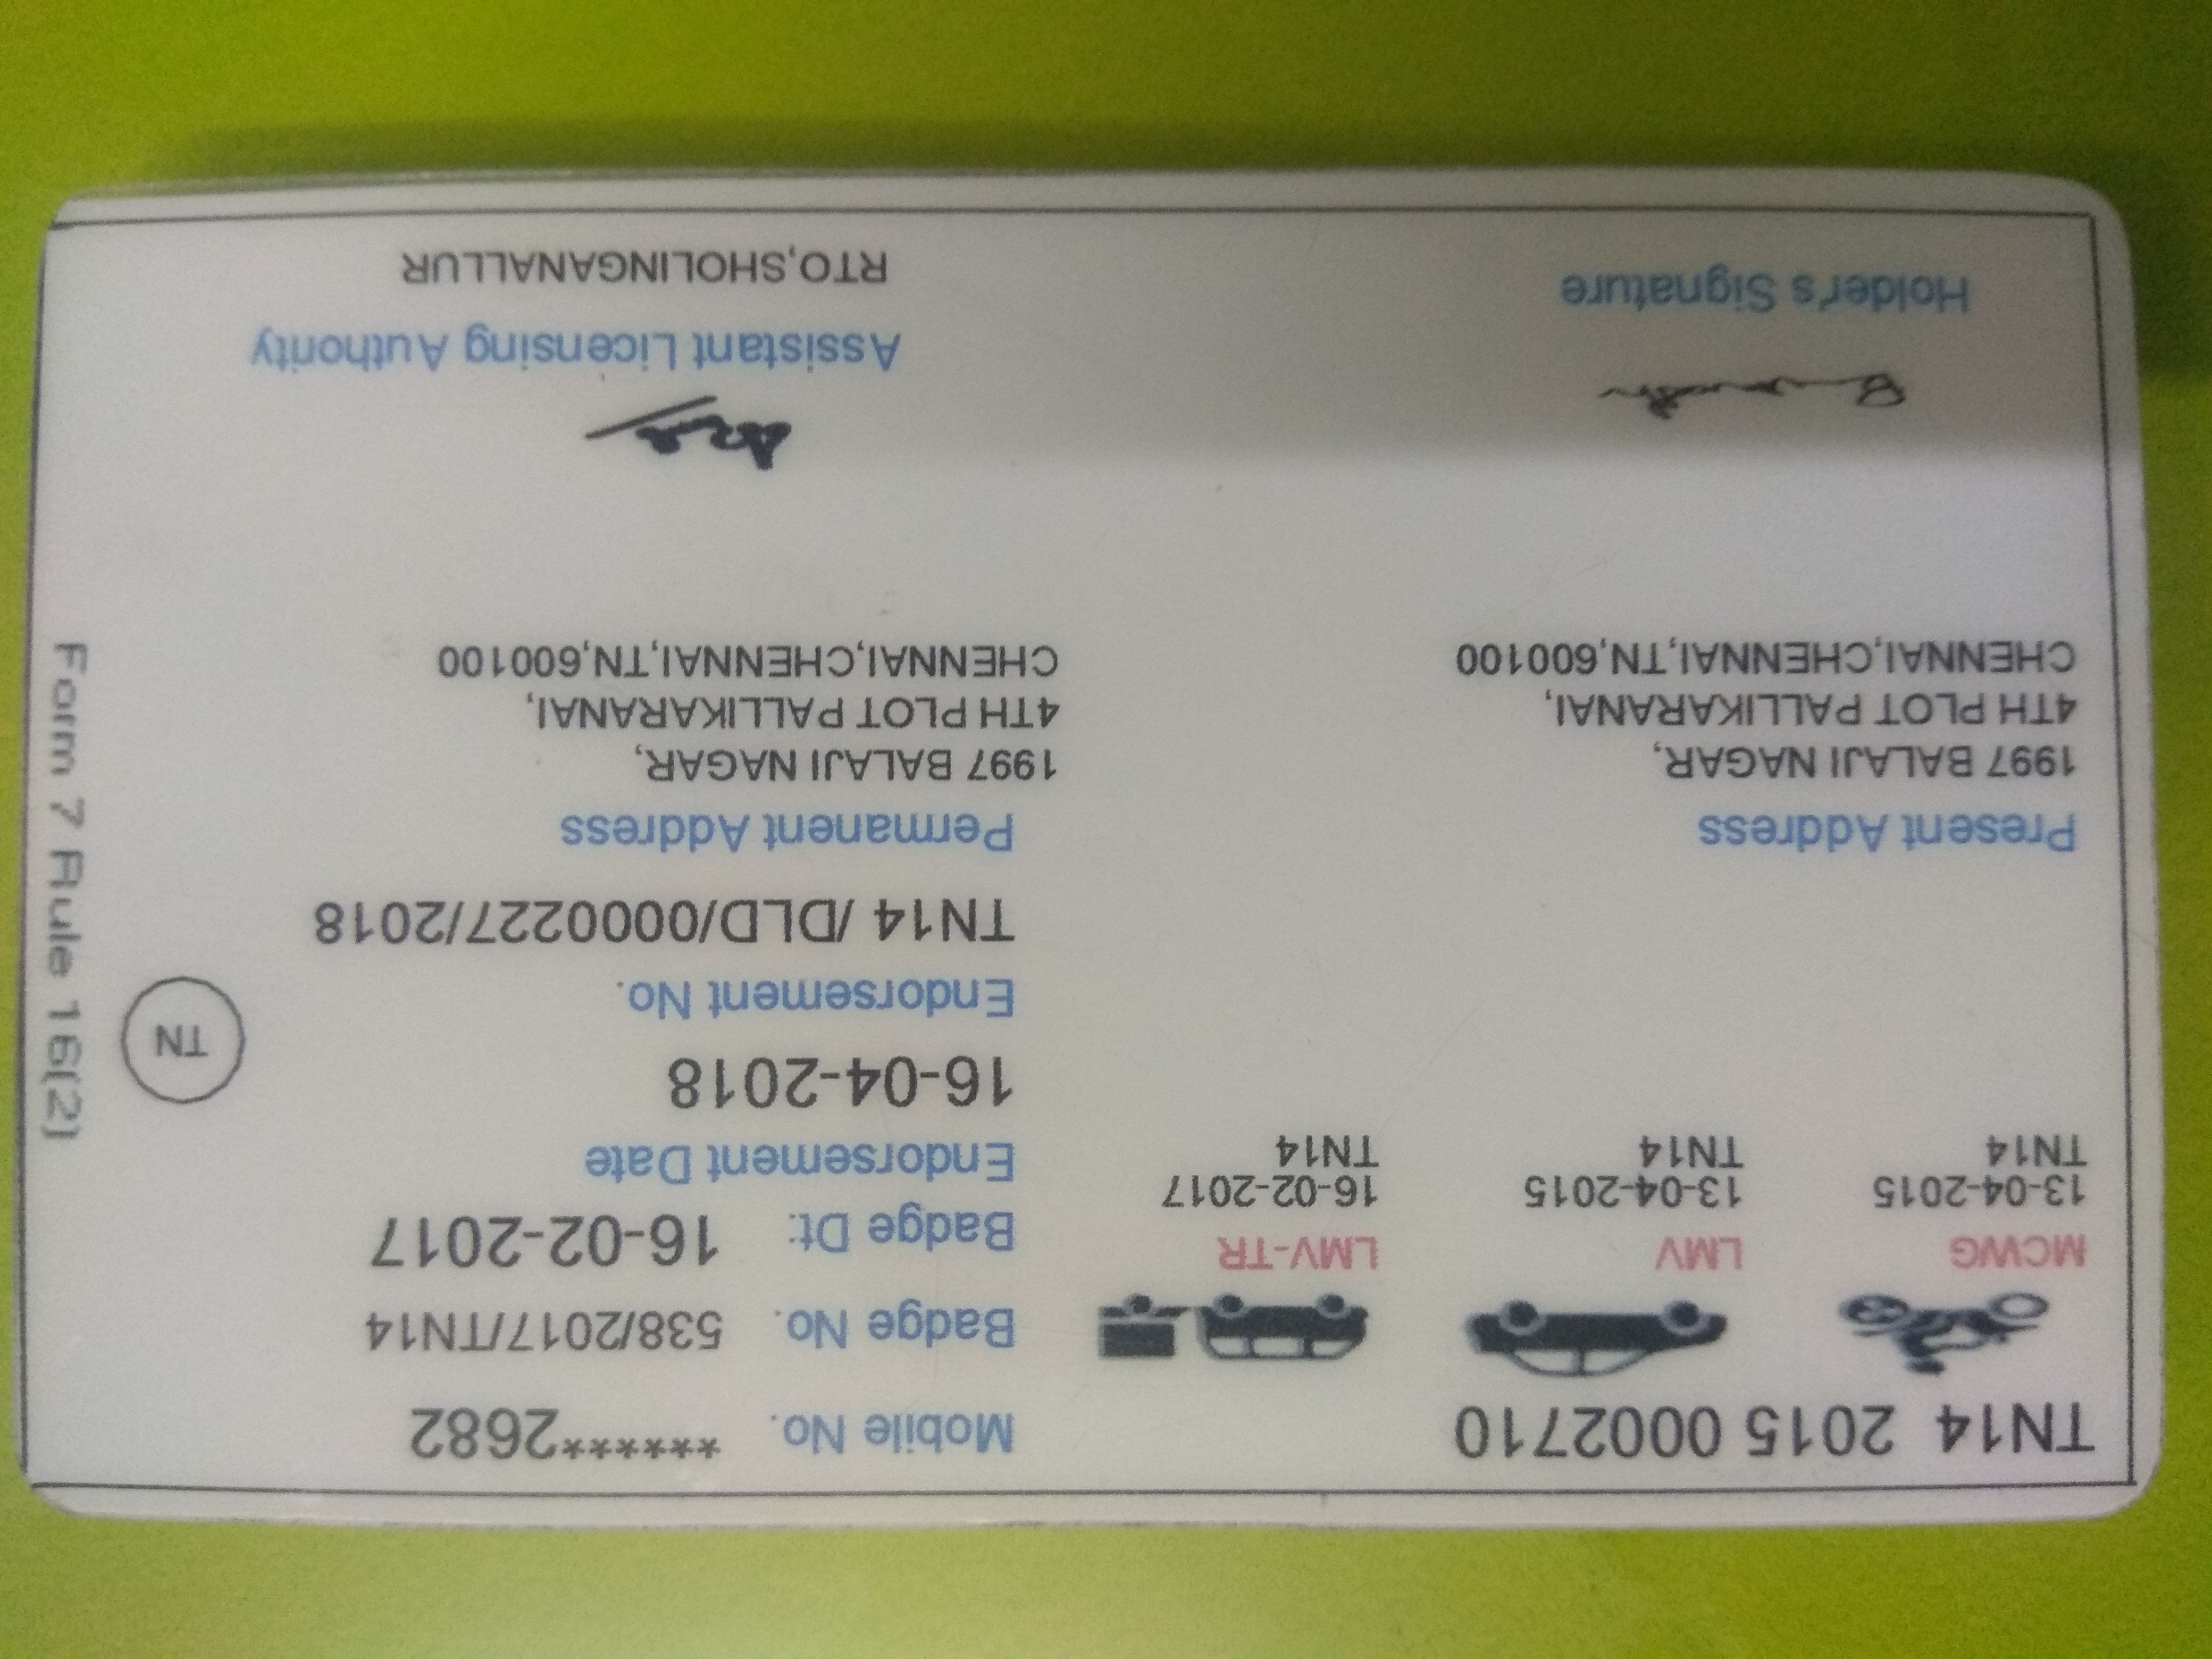 TN14 2015 0002710
MCWG
13-04-2015
TN14
LMV
13-04-2015
TN14
LMV-TR
16-02-2017
TN14
Mobile No. ******2682
Badge No. 538/2017/TN14
Badge Dt: 16-02-2017
Endorsement Date
16-04-2018
Endorsement No.
TN14 /DLD/0000227/2018
TN
Form 7 Rule 16(2)
Present Address
1997 BALAJI NAGAR,
4TH PLOT PALLIKARANAI,
CHENNAI,CHENNAI,TN,600100
Permanent Address
1997 BALAJI NAGAR,
4TH PLOT PALLIKARANAI,
CHENNAI,CHENNAI,TN,600100
Holder's Signature
Assistant Licensing Authority
RTO,SHOLINGANALLUR